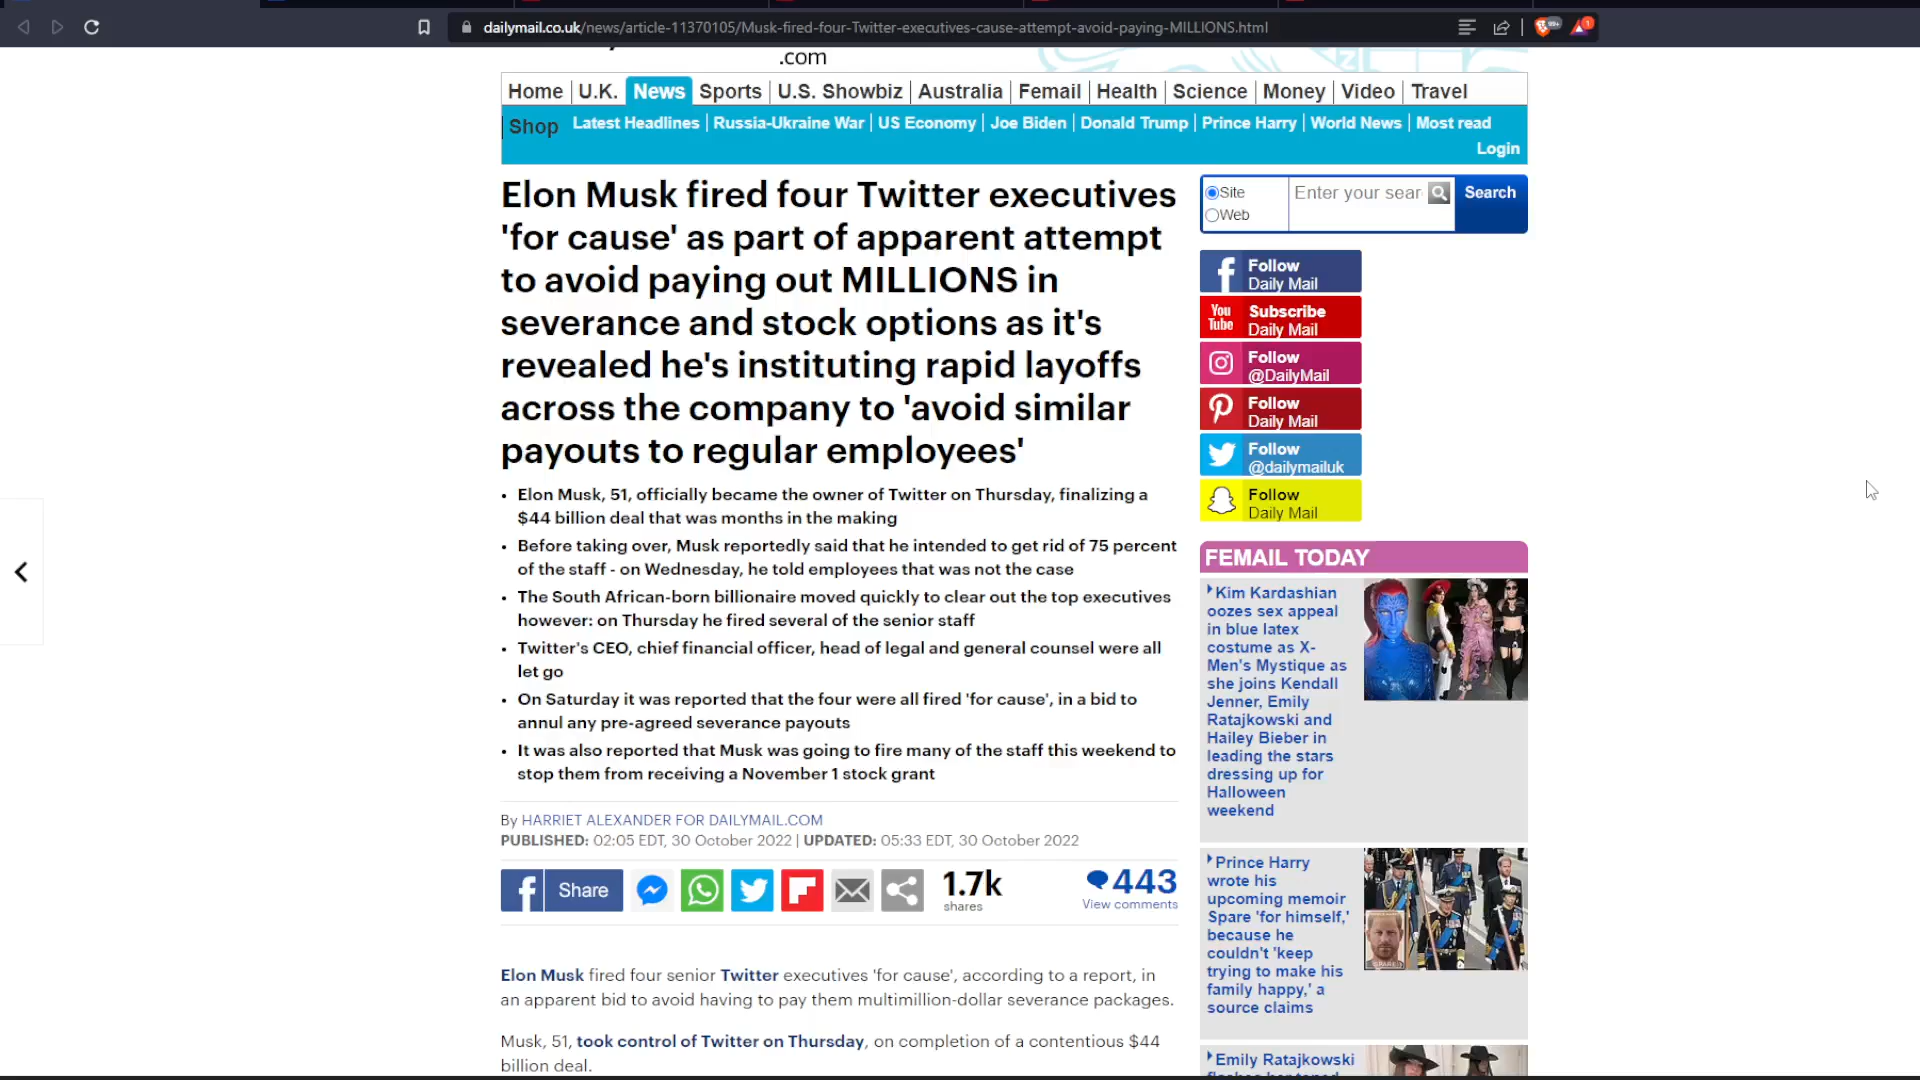 dailymail.co.uk/news/article-11370105/Musk-fired-four-Twitter-executives-cause-attempt-avoid-paying-MILLIONS.html
99+
1
.com
Home U.K. News Sports U.S. Showbiz Australia Femail Health Science Money Video Travel
Shop Latest Headlines Russia-Ukraine War US Economy Joe Biden Donald Trump Prince Harry World News Most read
Login
Elon Musk fired four Twitter executives
'for cause' as part of apparent attempt
to avoid paying out MILLIONS in
severance and stock options as it's
revealed he's instituting rapid layoffs
across the company to 'avoid similar
payouts to regular employees'
• Elon Musk, 51, officially became the owner of Twitter on Thursday, finalizing a
$44 billion deal that was months in the making
• Before taking over, Musk reportedly said that he intended to get rid of 75 percent
of the staff - on Wednesday, he told employees that was not the case
• The South African-born billionaire moved quickly to clear out the top executives
however: on Thursday he fired several of the senior staff
• Twitter's CEO, chief financial officer, head of legal and general counsel were all
let go
• On Saturday it was reported that the four were all fired 'for cause', in a bid to
annul any pre-agreed severance payouts
• It was also reported that Musk was going to fire many of the staff this weekend to
stop them from receiving a November 1 stock grant
By HARRIET ALEXANDER FOR DAILYMAIL.COM
PUBLISHED: 02:05 EDT, 30 October 2022 | UPDATED: 05:33 EDT, 30 October 2022
Share
1.7k
shares
443
View comments
Elon Musk fired four senior Twitter executives 'for cause', according to a report, in
an apparent bid to avoid having to pay them multimillion-dollar severance packages.
Musk, 51, took control of Twitter on Thursday, on completion of a contentious $44
billion deal.
Site
Web
Enter your sear
Search
Follow
Daily Mail
You
Tube
Subscribe
Daily Mail
Follow
@DailyMail
Follow
Daily Mail
Follow
@dailymailuk
Follow
Daily Mail
FEMAIL TODAY
Kim Kardashian
oozes sex appeal
in blue latex
costume as X-
Men's Mystique as
she joins Kendall
Jenner, Emily
Ratajkowski and
Hailey Bieber in
leading the stars
dressing up for
Halloween
weekend
Prince Harry
wrote his
upcoming memoir
Spare 'for himself,'
because he
couldn't 'keep
trying to make his
family happy,' a
source claims
SPARE
Emily Ratajkowski